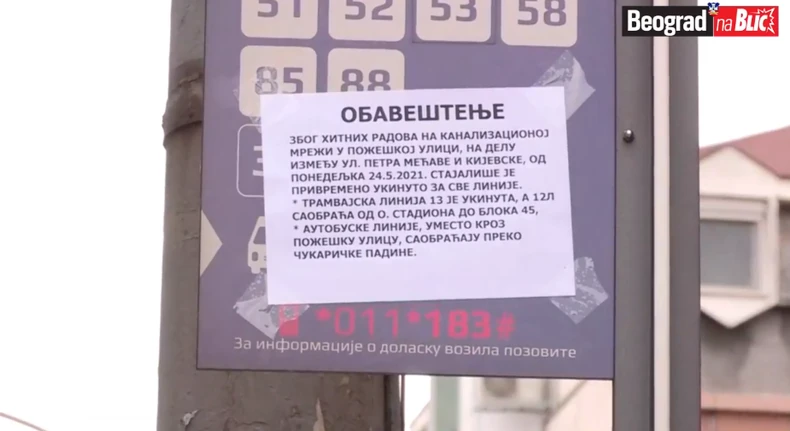 Beograd na Blic
51 52 53 58
85 88
ОБАВЕШТЕЊЕ
ЗБОГ ХИТНИХ РАДОВА НА КАНАЛИЗАЦИОНОЈ
МРЕЖИ У ПОЖЕШКОЈ УЛИЦИ, НА ДЕЛУ
ИЗМЕЂУ УЛ. ПЕТРА МЕЂАВЕ И КИЈЕВСКЕ, ОД
ПОНЕДЕЉКА 24.5.2021. СТАЈАЛИШЕ ЈЕ
ПРИВРЕМЕНО УКИНУТО ЗА СВЕ ЛИНИЈЕ.
* ТРАМВАЈСКА ЛИНИЈА 13 ЈЕ УКИНУТА, А 12Л
САОБРАЋА ОД О. СТАДИОНА ДО БЛОКА 45,
* АУТОБУСКЕ ЛИНИЈЕ, УМЕСТО КРОЗ
ПОЖЕШКУ УЛИЦУ, САОБРАЋАЈУ ПРЕКО
ЧУКАРИЧКЕ ПАДИНЕ.
*011*183#
За информације о доласку возила позовите